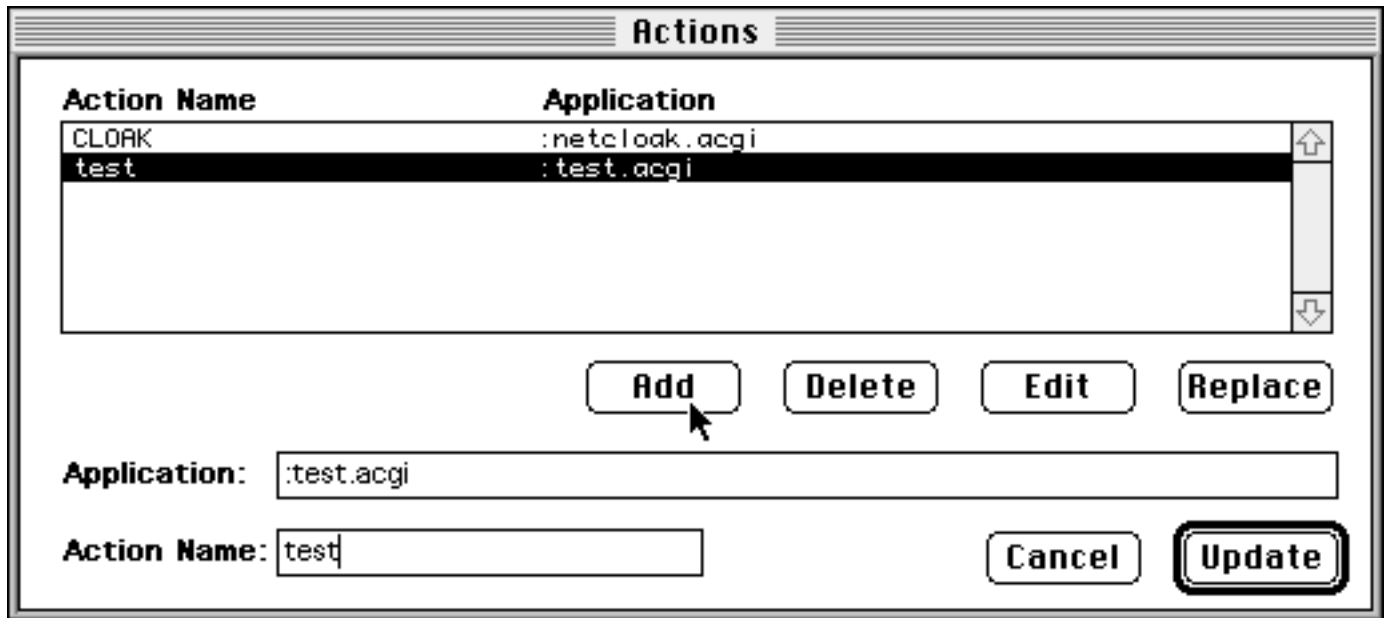 Actions
Action Name Application
CLOAK :netcloak.acgi
test :test.acgi
Add Delete Edit Replace
Application: :test.acgi
Action Name: test Cancel Update